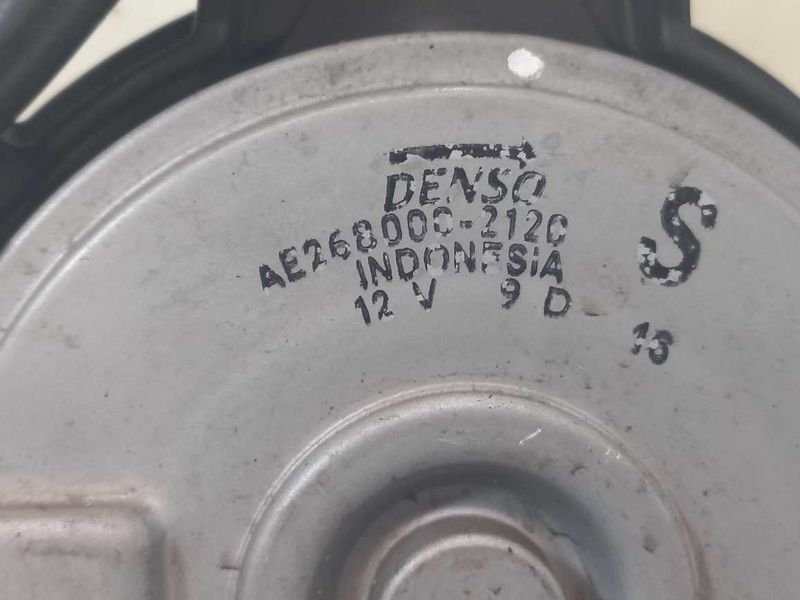 DENSO
S
AE268000-2120
INDONESiA
12 V 9 D
16